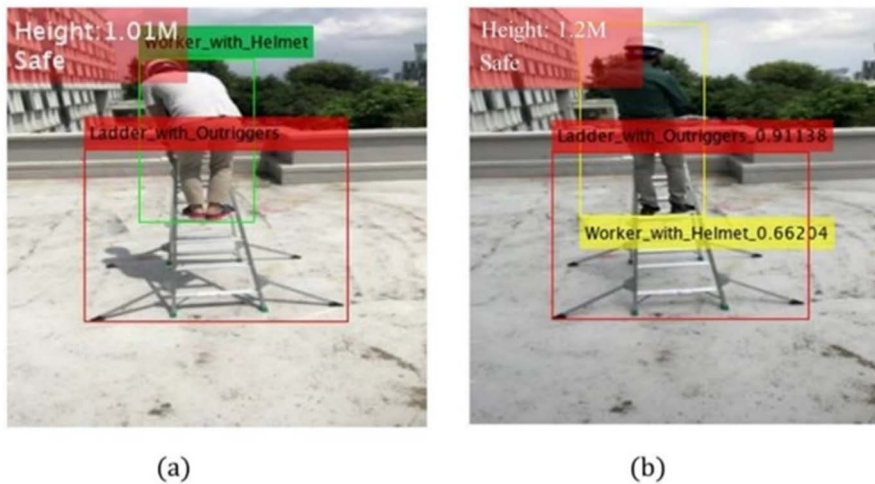 Height:1.01M
Safe
Worker_with_Helmet
Ladder_with_Outriggers
(a)
Height: 1.2M
Safe
Ladder_with_Outriggers_0.91138
Worker_with_Helmet_0.66204
(b)